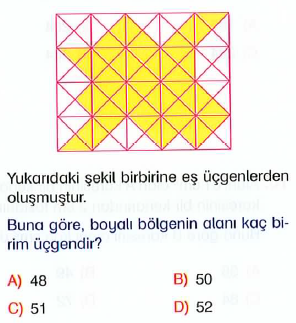 Yukarıdaki şekil birbirine eş üçgenlerden
oluşmuştur.
Buna göre, boyalı bölgenin alanı kaç bi-
rim üçgendir?
A) 48
B) 50
C) 51
D) 52